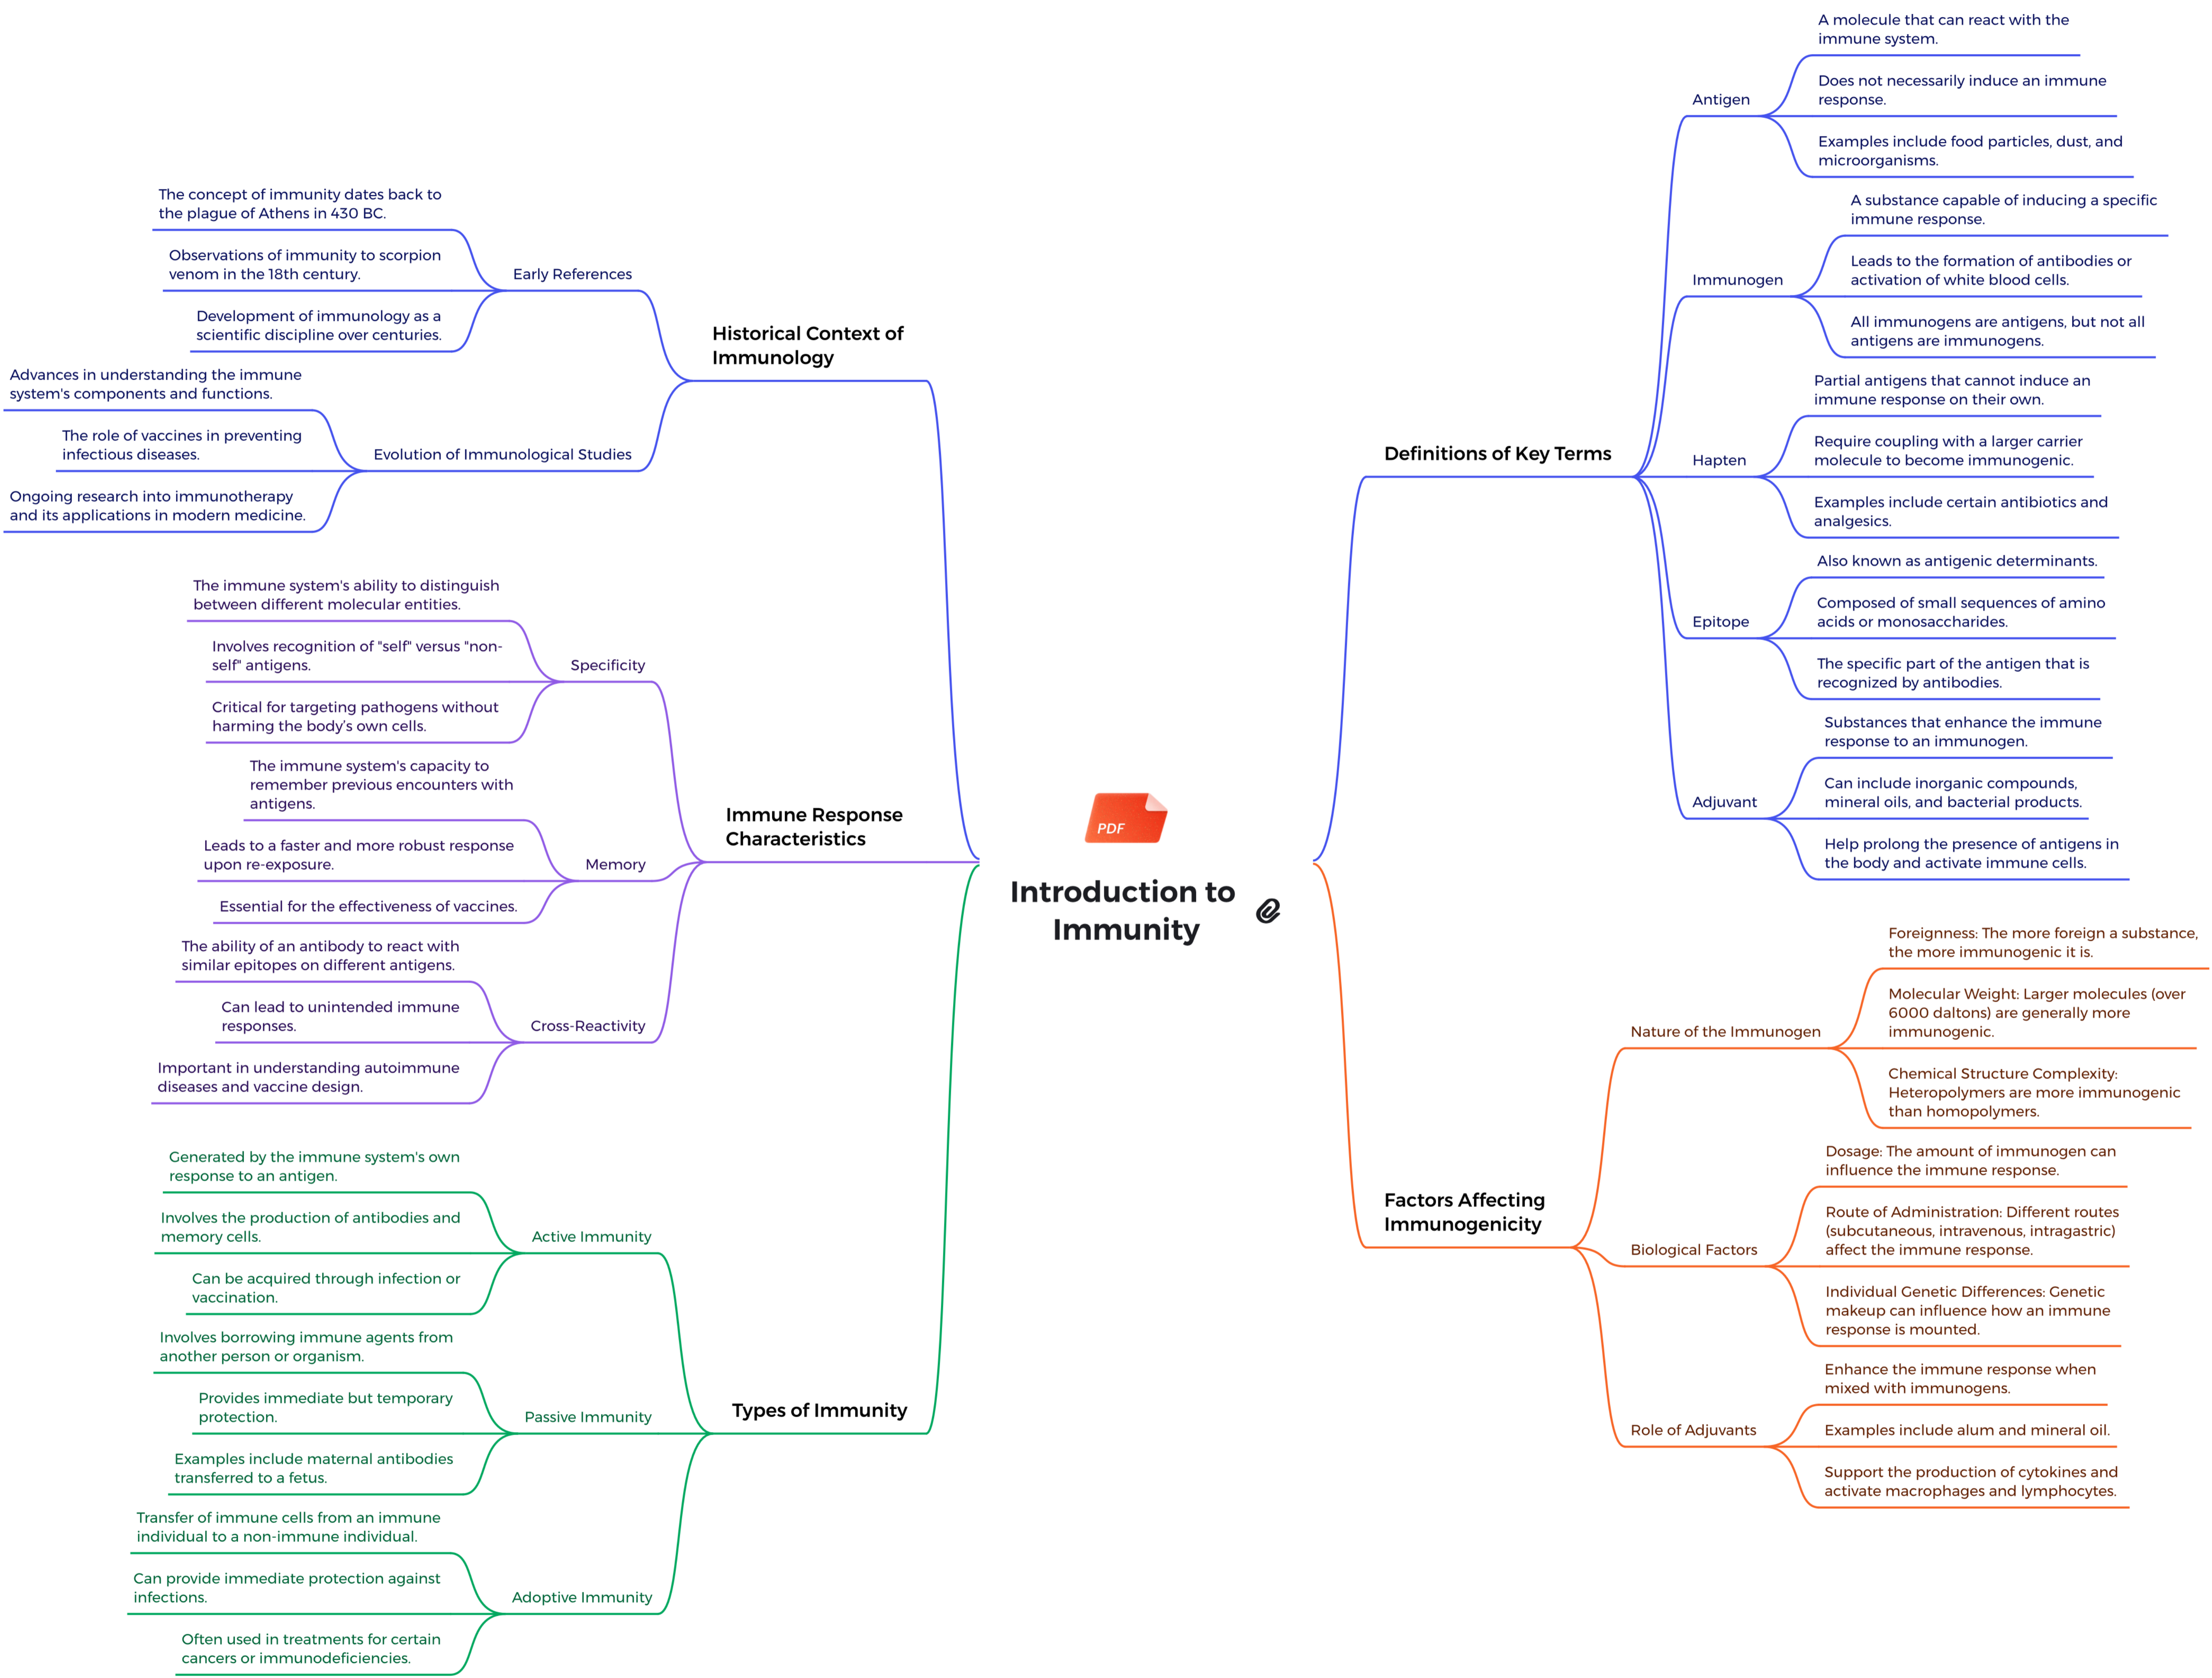 PDF
Introduction to
Immunity
Definitions of Key Terms
Antigen
A molecule that can react with the
immune system.
Does not necessarily induce an immune
response.
Examples include food particles, dust, and
microorganisms.
Immunogen
A substance capable of inducing a specific
immune response.
Leads to the formation of antibodies or
activation of white blood cells.
All immunogens are antigens, but not all
antigens are immunogens.
Hapten
Partial antigens that cannot induce an
immune response on their own.
Require coupling with a larger carrier
molecule to become immunogenic.
Examples include certain antibiotics and
analgesics.
Epitope
Also known as antigenic determinants.
Composed of small sequences of amino
acids or monosaccharides.
The specific part of the antigen that is
recognized by antibodies.
Adjuvant
Substances that enhance the immune
response to an immunogen.
Can include inorganic compounds,
mineral oils, and bacterial products.
Help prolong the presence of antigens in
the body and activate immune cells.
Factors Affecting
Immunogenicity
Nature of the Immunogen
Foreignness: The more foreign a substance,
the more immunogenic it is.
Molecular Weight: Larger molecules (over
6000 daltons) are generally more
immunogenic.
Chemical Structure Complexity:
Heteropolymers are more immunogenic
than homopolymers.
Biological Factors
Dosage: The amount of immunogen can
influence the immune response.
Route of Administration: Different routes
(subcutaneous, intravenous, intragastric)
affect the immune response.
Individual Genetic Differences: Genetic
makeup can influence how an immune
response is mounted.
Role of Adjuvants
Enhance the immune response when
mixed with immunogens.
Examples include alum and mineral oil.
Support the production of cytokines and
activate macrophages and lymphocytes.
Historical Context of
Immunology
Early References
The concept of immunity dates back to
the plague of Athens in 430 BC.
Observations of immunity to scorpion
venom in the 18th century.
Development of immunology as a
scientific discipline over centuries.
Evolution of Immunological Studies
Advances in understanding the immune
system's components and functions.
The role of vaccines in preventing
infectious diseases.
Ongoing research into immunotherapy
and its applications in modern medicine.
Immune Response
Characteristics
Specificity
The immune system's ability to distinguish
between different molecular entities.
Involves recognition of "self" versus "non-
self" antigens.
Critical for targeting pathogens without
harming the body’s own cells.
Memory
The immune system's capacity to
remember previous encounters with
antigens.
Leads to a faster and more robust response
upon re-exposure.
Essential for the effectiveness of vaccines.
Cross-Reactivity
The ability of an antibody to react with
similar epitopes on different antigens.
Can lead to unintended immune
responses.
Important in understanding autoimmune
diseases and vaccine design.
Types of Immunity
Active Immunity
Generated by the immune system's own
response to an antigen.
Involves the production of antibodies and
memory cells.
Can be acquired through infection or
vaccination.
Passive Immunity
Involves borrowing immune agents from
another person or organism.
Provides immediate but temporary
protection.
Examples include maternal antibodies
transferred to a fetus.
Adoptive Immunity
Transfer of immune cells from an immune
individual to a non-immune individual.
Can provide immediate protection against
infections.
Often used in treatments for certain
cancers or immunodeficiencies.